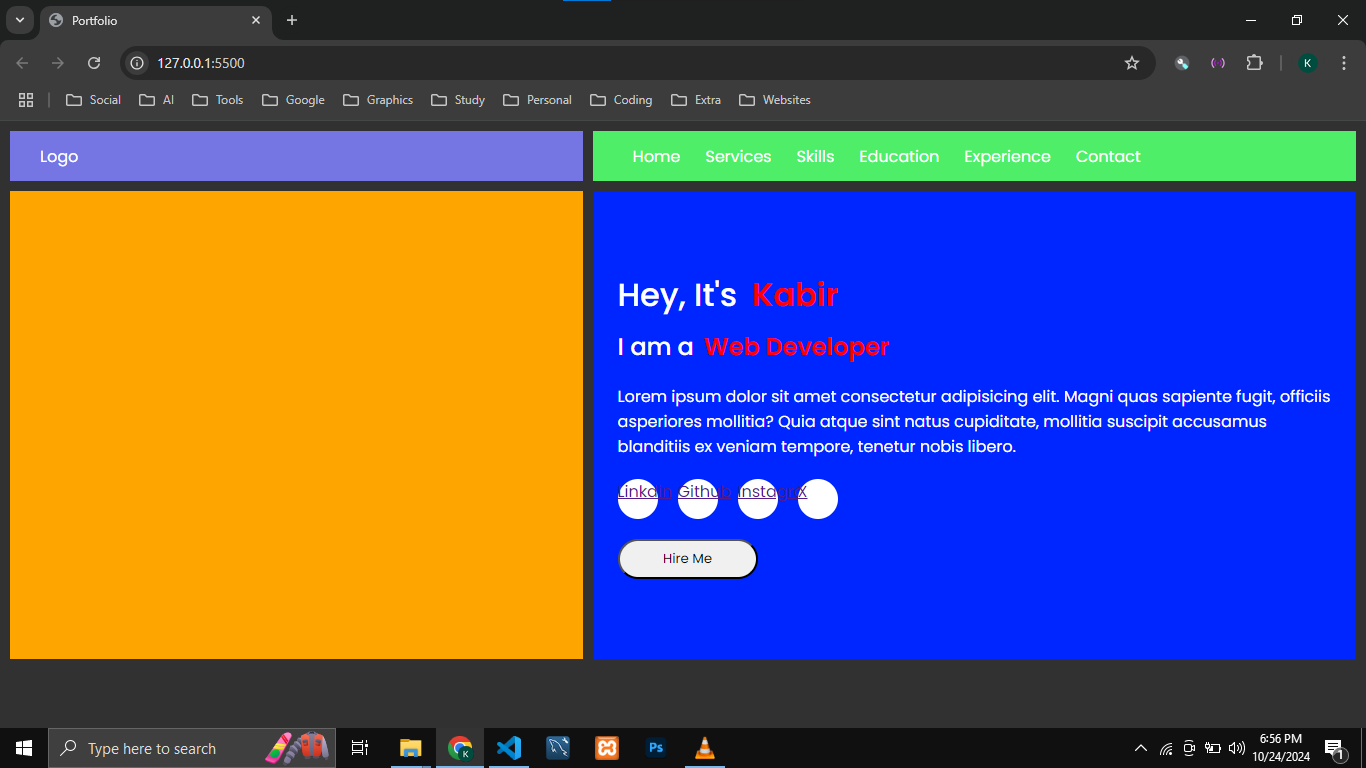 Portfolio
127.0.0.1:5500
K
Social AI Tools Google Graphics Study Personal Coding Extra Websites
Logo
Home Services Skills Education Experience Contact
Hey, It's Kabir
I am a Web Developer
Lorem ipsum dolor sit amet consectetur adipisicing elit. Magni quas sapiente fugit, officiis
asperiores mollitia? Quia atque sint natus cupiditate, mollitia suscipit accusamus
blanditiis ex veniam tempore, tenetur nobis libero.
Github X
Hire Me
Type here to search
K
Ps
6:56 PM
10/24/2024
1